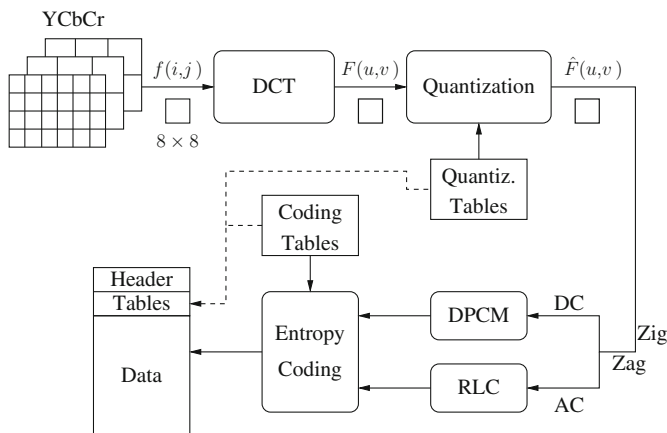 YCbCr
f(i,j)
8 × 8
DCT
F(u,v)
Quantization
F̂(u,v)
Quantiz.
Tables
Coding
Tables
Header
Tables
Data
Entropy
Coding
DPCM
DC
Zig
Zag
RLC
AC